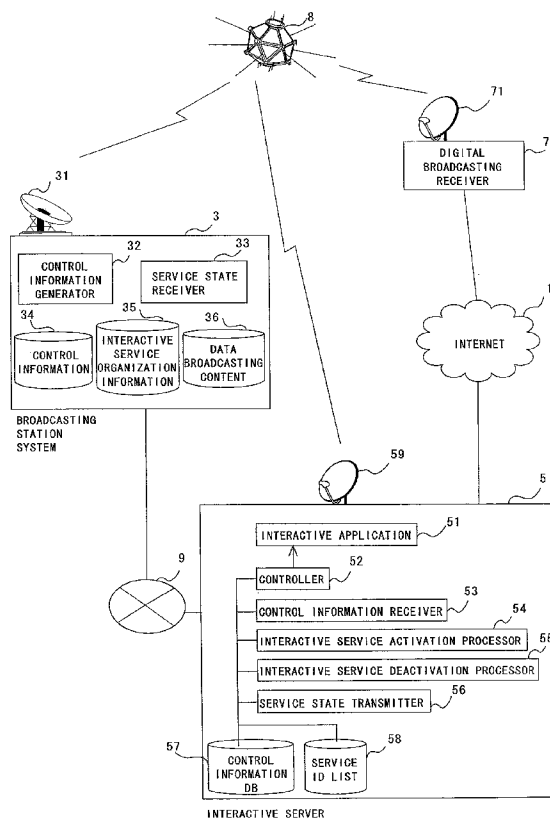 8
71
DIGITAL
BROADCASTING
RECEIVER
7
31
3
32
33
CONTROL
INFORMATION
GENERATOR
SERVICE STATE
RECEIVER
34
35
36
CONTROL
INFORMATION
INTERACTIVE
SERVICE
ORGANIZATION
INFORMATION
DATA
BROADCASTING
CONTENT
BROADCASTING
STATION
SYSTEM
1
INTERNET
59
5
9
INTERACTIVE APPLICATION
51
CONTROLLER
52
CONTROL INFORMATION RECEIVER
53
54
INTERACTIVE SERVICE ACTIVATION PROCESSOR
55
INTERACTIVE SERVICE DEACTIVATION PROCESSOR
SERVICE STATE TRANSMITTER
56
57
CONTROL
INFORMATION
DB
SERVICE
ID LIST
58
INTERACTIVE SERVER